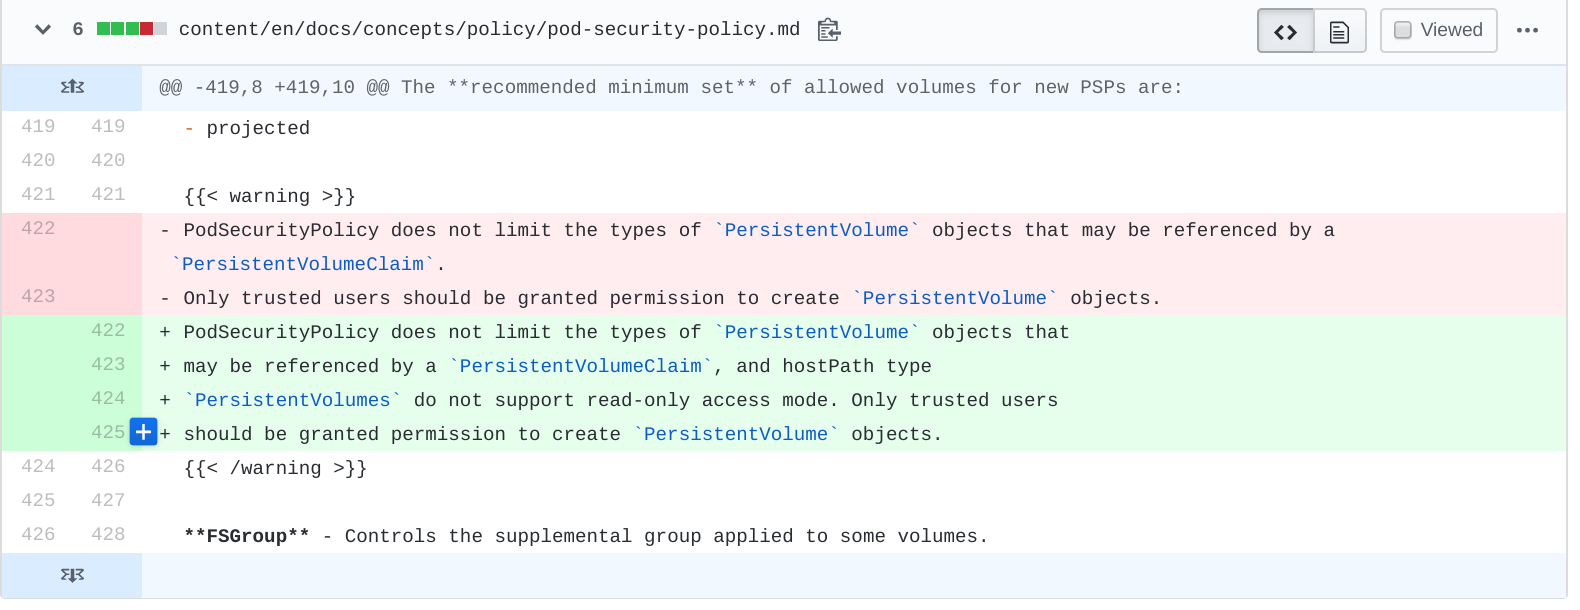 6 content/en/docs/concepts/policy/pod-security-policy.md Viewed
@@ -419,8 +419,10 @@ The **recommended minimum set** of allowed volumes for new PSPs are:
419 419 - projected
420 420
421 421 {{< warning >}}
422 - PodSecurityPolicy does not limit the types of `PersistentVolume` objects that may be referenced by a
`PersistentVolumeClaim`.
423 - Only trusted users should be granted permission to create `PersistentVolume` objects.
422 + PodSecurityPolicy does not limit the types of `PersistentVolume` objects that
423 + may be referenced by a `PersistentVolumeClaim`, and hostPath type
424 + `PersistentVolumes` do not support read-only access mode. Only trusted users
425 + should be granted permission to create `PersistentVolume` objects.
424 426 {{< /warning >}}
425 427
426 428 **FSGroup** - Controls the supplemental group applied to some volumes.